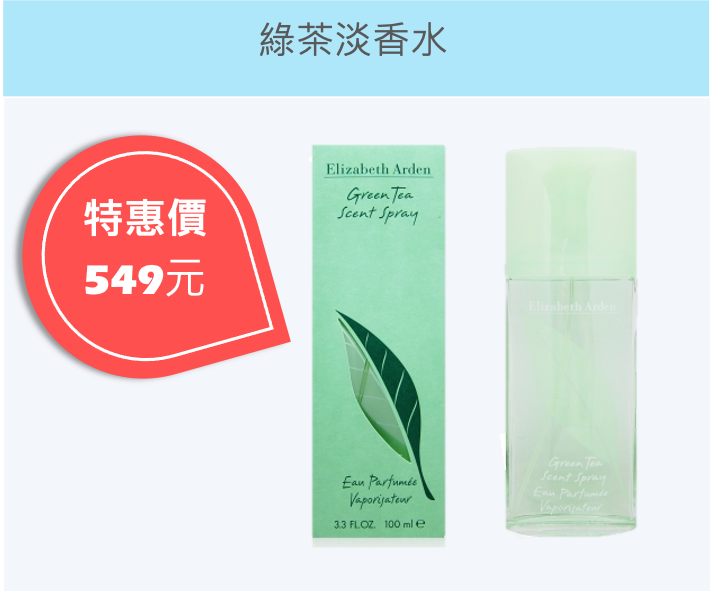 綠茶淡香水
特惠價
549元
Elizabeth Arden
Green Tea
Scent Spray
Eau Parfumée
Vaporisateur
3.3 FL.OZ. 100 ml ℮
Elizabeth Arden
Green Tea
Scent Spray
Eau Parfumée
Vaporisateur